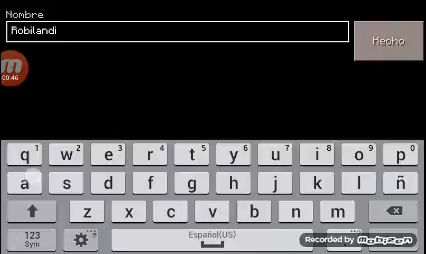 Nombre
Robilandi
Hecho
00:46
q 1 w 2 e 3 r 4 t 5 y 6 u 7 i 8 o 9 p 0
a s d f g h j k l ñ
z x c v b n m
123
Sym
Español(US)
Recorded by Mobizen